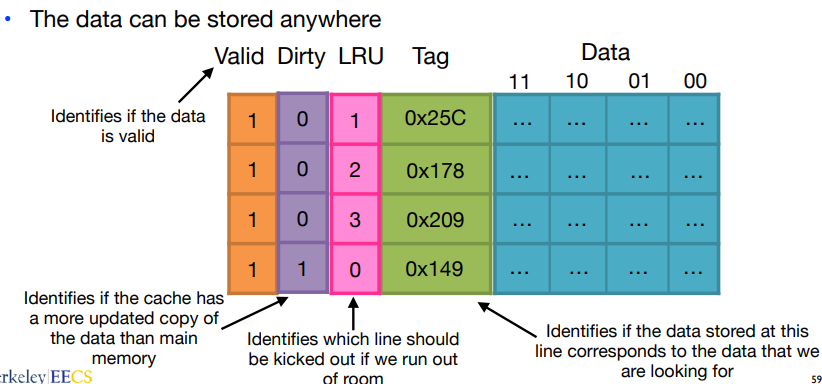 • The data can be stored anywhere
Valid Dirty LRU Tag Data
11 10 01 00
Identifies if the data
is valid
1 0 1 0x25C ... ... ... ...
1 0 2 0x178 ... ... ... ...
1 0 3 0x209 ... ... ... ...
1 1 0 0x149 ... ... ... ...
Identifies if the cache has
a more updated copy of
the data than main
memory
Identifies which line should
be kicked out if we run out
of room
Identifies if the data stored at this
line corresponds to the data that we
are looking for
erkeley EECS
59